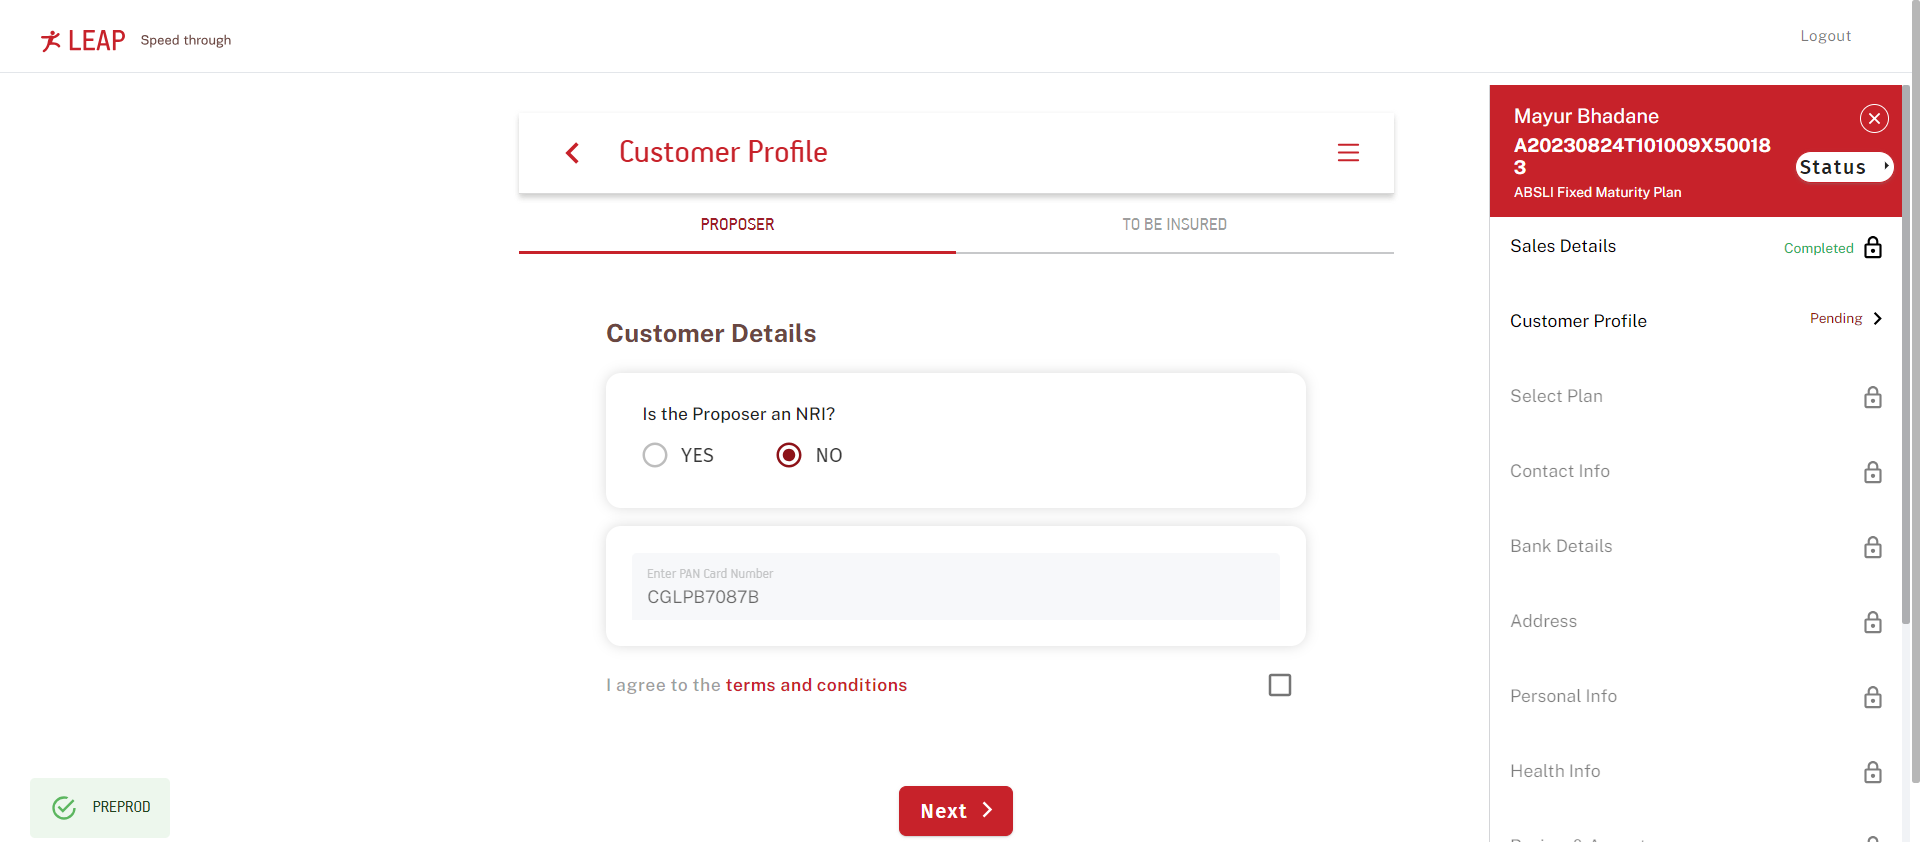 LEAP Speed through
Logout
Customer Profile
PROPOSER
TO BE INSURED
Customer Details
Is the Proposer an NRI?
YES
NO
Enter PAN Card Number
CGLPB7087B
I agree to the terms and conditions
Next
PREPROD
Mayur Bhadane
A20230824T101009X50018
3
ABSLI Fixed Maturity Plan
Status
Sales Details Completed
Customer Profile Pending
Select Plan
Contact Info
Bank Details
Address
Personal Info
Health Info